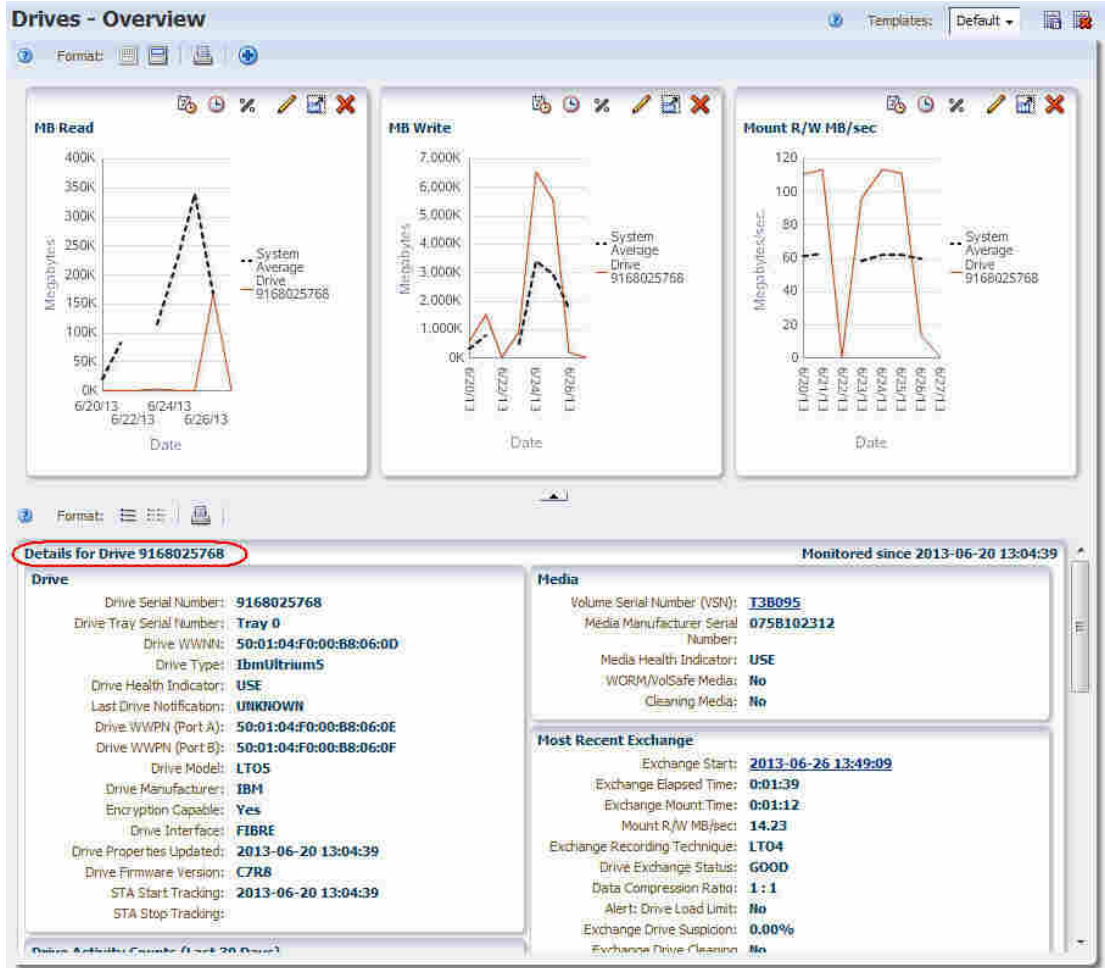 Drives - Overview
Templates: Default
Format:
MB Read
400K
350K
300K
250K
200K
150K
100K
50K
0K
Megabytes
6/20/13 6/24/13
6/22/13 6/26/13
Date
System
Average
Drive
9168025768
MB Write
7,000K
6,000K
5,000K
4,000K
3,000K
2,000K
1,000K
0K
Megabytes
6/20/13
6/22/13
6/24/13
6/26/13
Date
System
Average
Drive
9168025768
Mount R/W MB/sec
120
100
80
60
40
20
0
Megabytes/sec.
6/20/13
6/21/13
6/22/13
6/23/13
6/24/13
6/25/13
6/26/13
6/27/13
Date
System
Average
Drive
9168025768
Format:
Details for Drive 9168025768
Monitored since 2013-06-20 13:04:39
Drive
Drive Serial Number: 9168025768
Drive Tray Serial Number: Tray 0
Drive WWNN: 50:01:04:F0:00:B8:06:0D
Drive Type: IbmUltrium5
Drive Health Indicator: USE
Last Drive Notification: UNKNOWN
Drive WWPN (Port A): 50:01:04:F0:00:B8:06:0E
Drive WWPN (Port B): 50:01:04:F0:00:B8:06:0F
Drive Model: LTO5
Drive Manufacturer: IBM
Encryption Capable: Yes
Drive Interface: FIBRE
Drive Properties Updated: 2013-06-20 13:04:39
Drive Firmware Version: C7R8
STA Start Tracking: 2013-06-20 13:04:39
STA Stop Tracking:
Drive Activity Counts (Last 30 Days)
Media
Volume Serial Number (VSN): T3B095
Media Manufacturer Serial Number: 075B102312
Media Health Indicator: USE
WORM/VolSafe Media: No
Cleaning Media: No
Most Recent Exchange
Exchange Start: 2013-06-26 13:49:09
Exchange Elapsed Time: 0:01:39
Exchange Mount Time: 0:01:12
Mount R/W MB/sec: 14.23
Exchange Recording Technique: LTO4
Drive Exchange Status: GOOD
Data Compression Ratio: 1 : 1
Alert: Drive Load Limit: No
Exchange Drive Suspicion: 0.00%
Exchange Drive Cleaning No